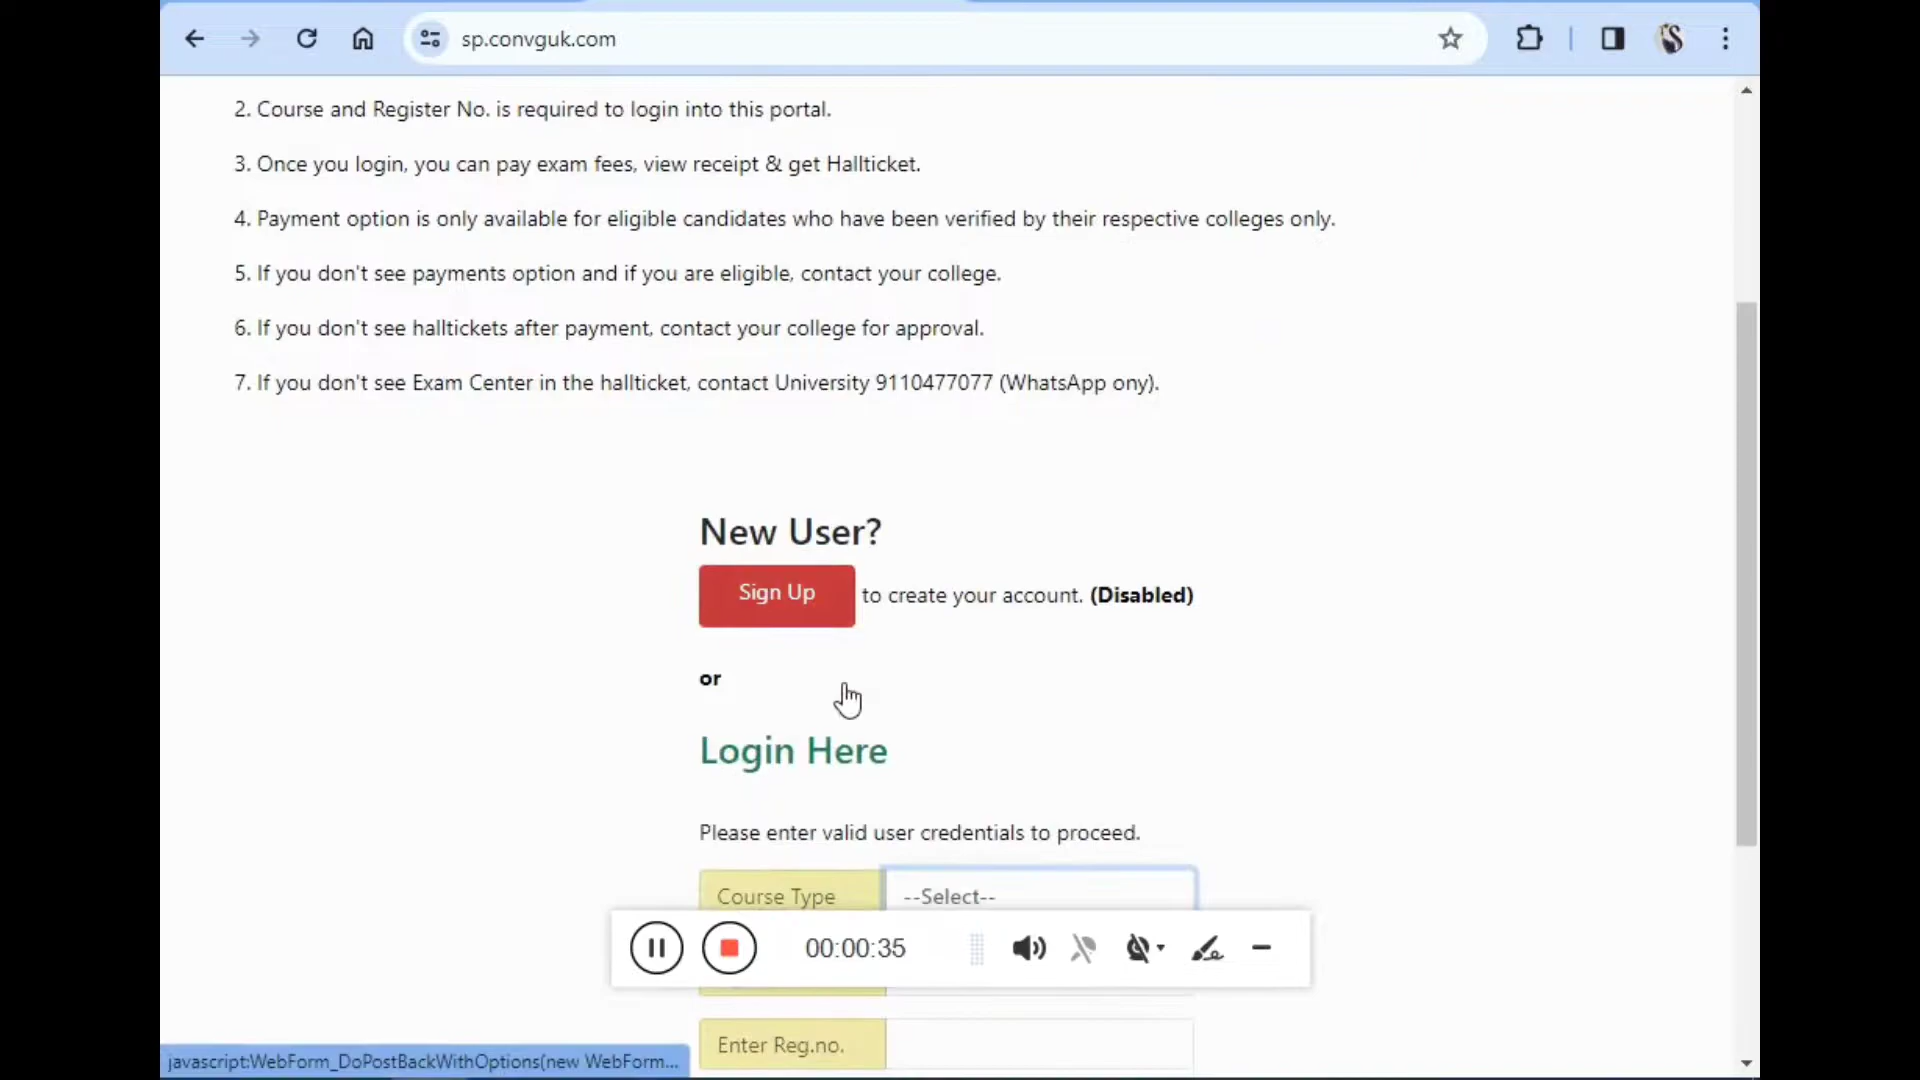 sp.convguk.com
2. Course and Register No. is required to login into this portal.
3. Once you login, you can pay exam fees, view receipt & get Hallticket.
4. Payment option is only available for eligible candidates who have been verified by their respective colleges only.
5. If you don't see payments option and if you are eligible, contact your college.
6. If you don't see halltickets after payment, contact your college for approval.
7. If you don't see Exam Center in the hallticket, contact University 9110477077 (WhatsApp ony).
New User?
Sign Up to create your account. (Disabled)
or
Login Here
Please enter valid user credentials to proceed.
Course Type --Select--
00:00:35
Enter Reg.no.
javascript:WebForm_DoPostBackWithOptions(new WebForm...